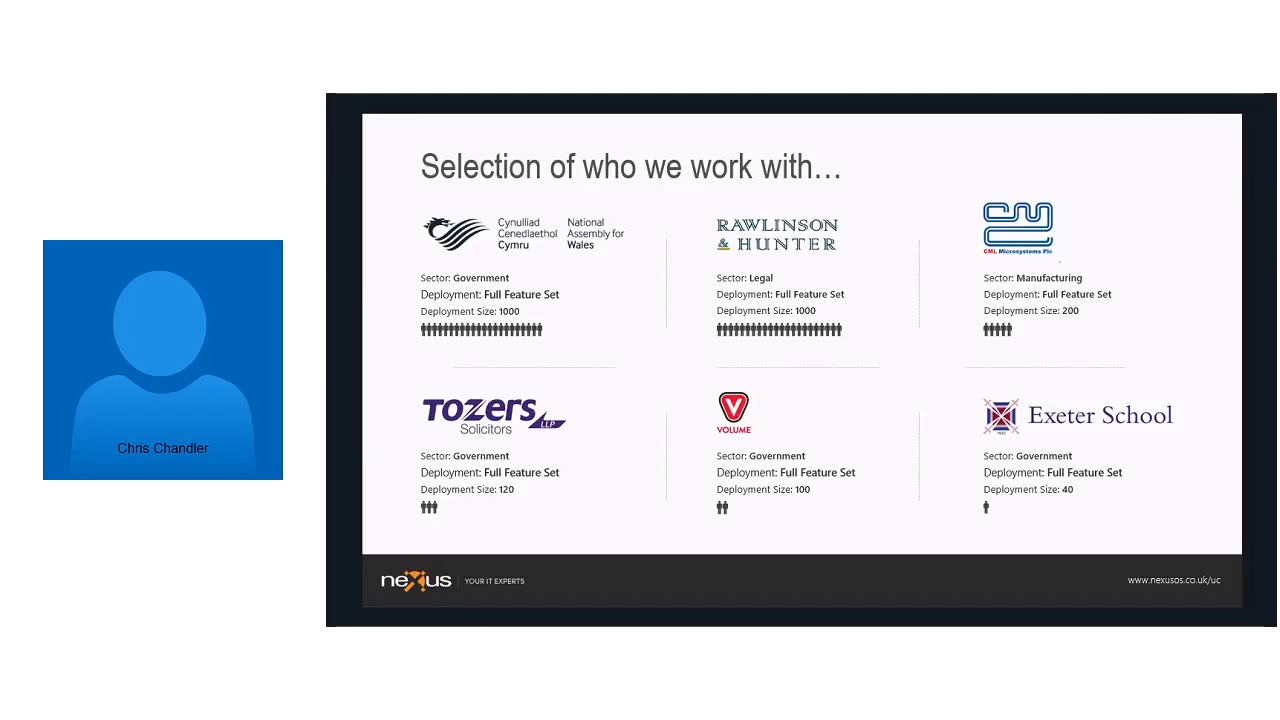 Selection of who we work with...
Cynulliad
Cenedlaethol
Cymru
National
Assembly for
Wales
Sector: Government
Deployment: Full Feature Set
Deployment Size: 1000
RAWLINSON
& HUNTER
Sector: Legal
Deployment: Full Feature Set
Deployment Size: 1000
CML Microsystems Plc
Sector: Manufacturing
Deployment: Full Feature Set
Deployment Size: 200
TOZERS
Solicitors LLP
Sector: Government
Deployment: Full Feature Set
Deployment Size: 120
V
VOLUME
Sector: Government
Deployment: Full Feature Set
Deployment Size: 100
Exeter School
Sector: Government
Deployment: Full Feature Set
Deployment Size: 40
Chris Chandler
nexus YOUR IT EXPERTS
www.nexusos.co.uk/uc